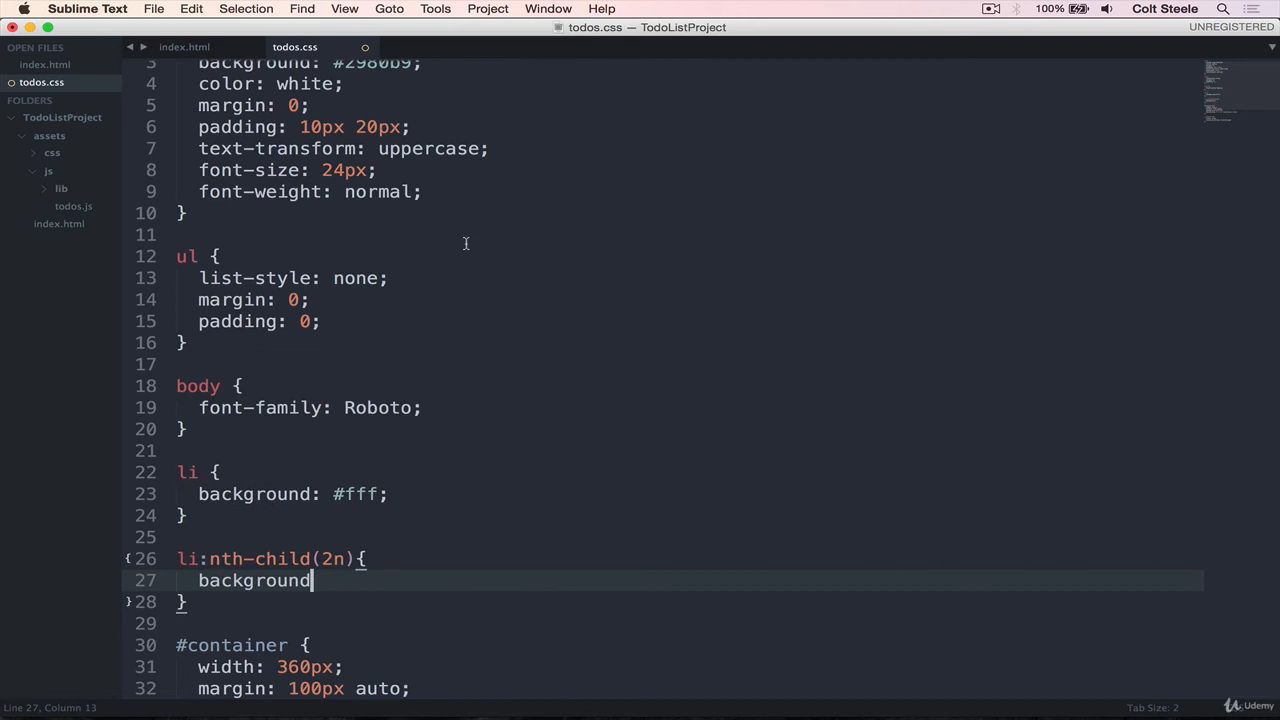 Sublime Text File Edit Selection Find View Goto Tools Project Window Help 100% Colt Steele
todos.css — TodoListProject UNREGISTERED
OPEN FILES
index.html
todos.css
FOLDERS
TodoListProject
assets
css
js
lib
todos.js
index.html
index.html todos.css
3 background: #2980b9;
4 color: white;
5 margin: 0;
6 padding: 10px 20px;
7 text-transform: uppercase;
8 font-size: 24px;
9 font-weight: normal;
10 }
11
12 ul {
13 list-style: none;
14 margin: 0;
15 padding: 0;
16 }
17
18 body {
19 font-family: Roboto;
20 }
21
22 li {
23 background: #fff;
24 }
25
{ 26 li:nth-child(2n){
27 background
} 28 }
29
30 #container {
31 width: 360px;
32 margin: 100px auto;
Line 27, Column 13 Tab Size: 2
Udemy